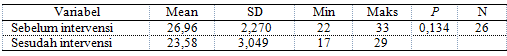 Variabel Mean SD Min Maks P N
Sebelum intervensi 26,96 2,270 22 33 0,134 26
Sesudah intervensi 23,58 3,049 17 29